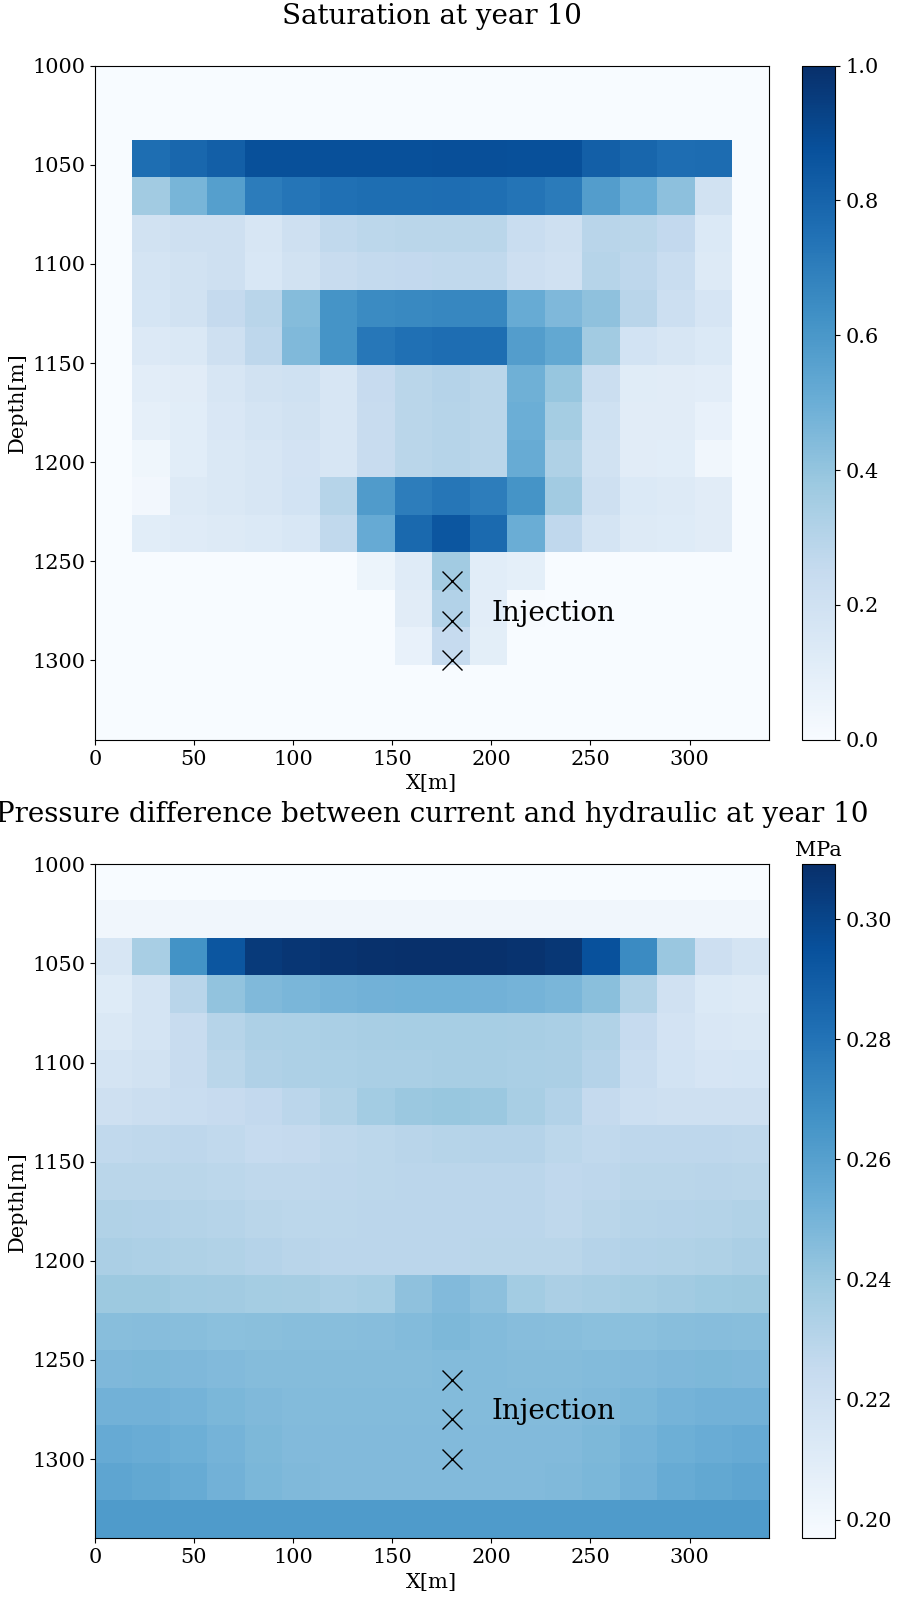 Saturation at year 10
1000
1050
1100
1150
1200
1250
1300
Depth[m]
Injection
0 50 100 150 200 250 300
X[m]
1.0
0.8
0.6
0.4
0.2
0.0
Pressure difference between current and hydraulic at year 10
MPa
1000
1050
1100
1150
1200
1250
1300
Depth[m]
Injection
0 50 100 150 200 250 300
X[m]
0.30
0.28
0.26
0.24
0.22
0.20